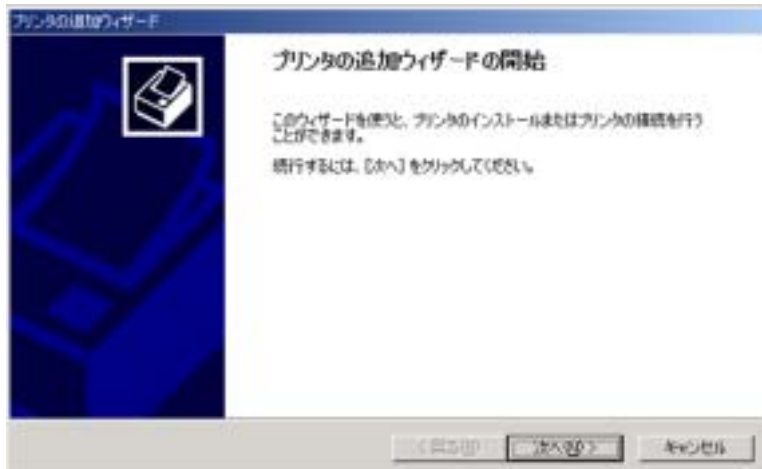 プリンタの追加ウィザード
プリンタの追加ウィザードの開始
このウィザードを使うと、プリンタのインストールまたはプリンタの接続を行う
ことができます。
続行するには、[次へ] をクリックしてください。
< 戻る(B)
次へ(N) >
キャンセル